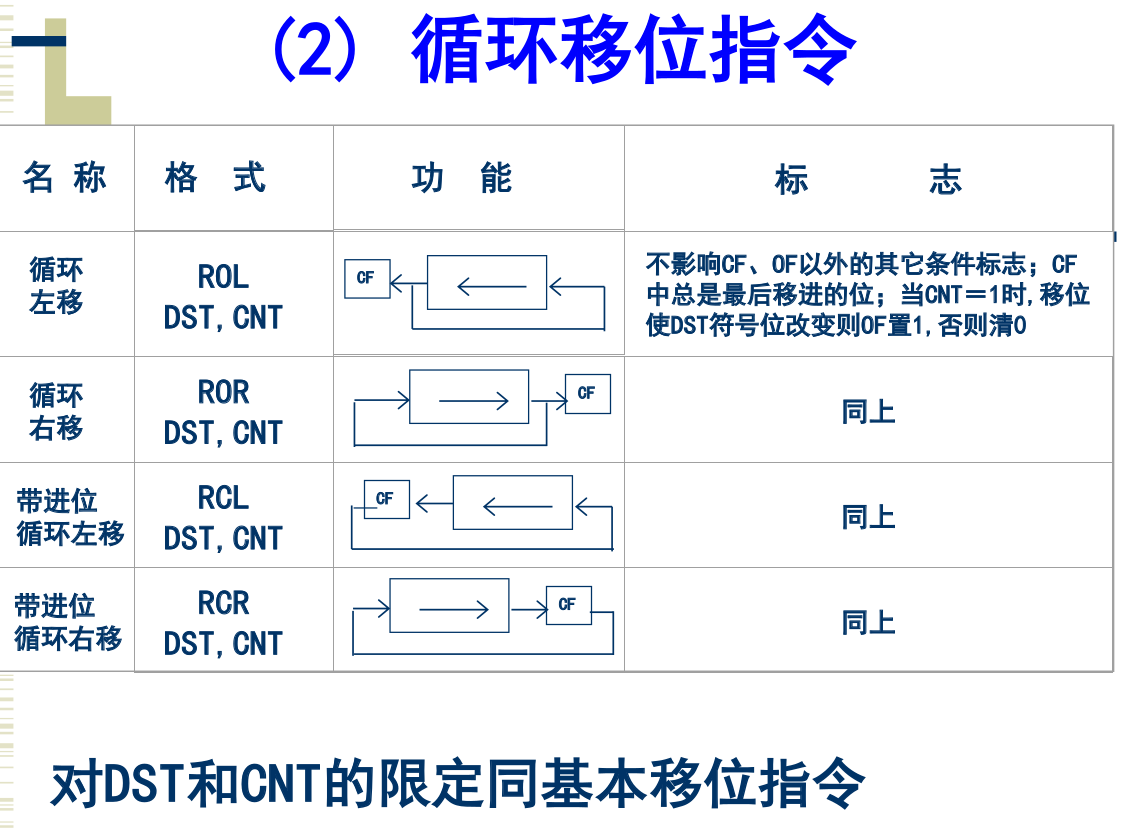 (2) 循环移位指令
名 称 格 式 功 能 标 志
循环
左移
ROL
DST,CNT
CF
不影响CF、OF以外的其它条件标志；CF
中总是最后移进的位；当CNT＝1时,移位
使DST符号位改变则OF置1,否则清0
循环
右移
ROR
DST,CNT
CF
同上
带进位
循环左移
RCL
DST,CNT
CF
同上
带进位
循环右移
RCR
DST,CNT
CF
同上
对DST和CNT的限定同基本移位指令